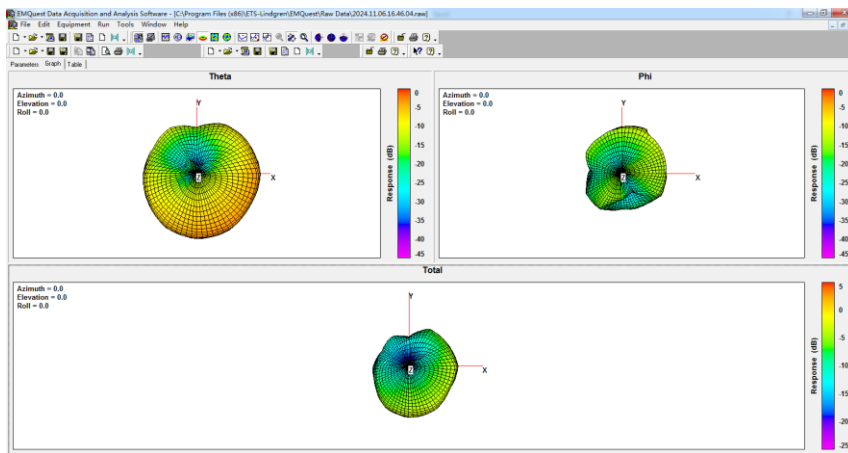 EMQuest Data Acquisition and Analysis Software - [C:\Program Files (x86)\ETS-Lindgren\EMQuest\Raw Data\2024.11.06.16.46.04.raw]
File Edit Equipment Run Tools Window Help
Parameters Graph Table
Theta
Azimuth = 0.0
Elevation = 0.0
Roll = 0.0
Y
X
Z
Response (dB)
0
-5
-10
-15
-20
-25
-30
-35
-40
-45
Phi
Azimuth = 0.0
Elevation = 0.0
Roll = 0.0
Y
X
Z
Response (dB)
0
-5
-10
-15
-20
-25
-30
-35
-40
-45
Total
Azimuth = 0.0
Elevation = 0.0
Roll = 0.0
Y
X
Z
Response (dB)
5
0
-5
-10
-15
-20
-25